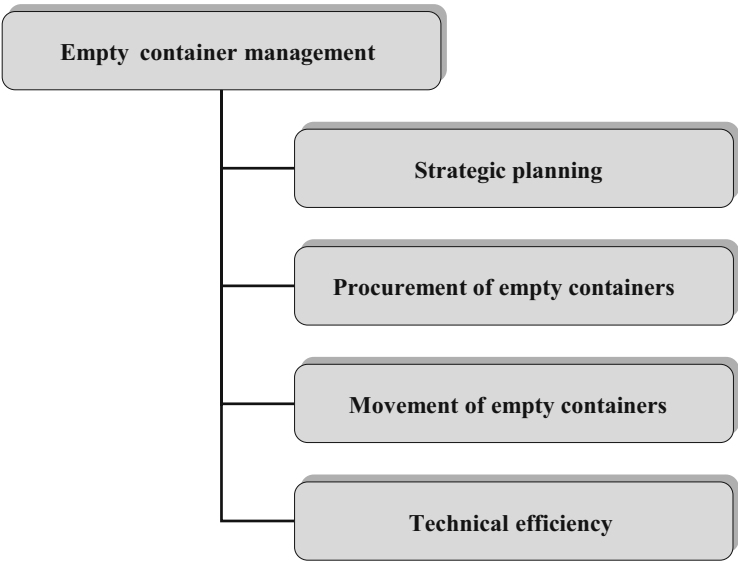 Empty container management
Strategic planning
Procurement of empty containers
Movement of empty containers
Technical efficiency